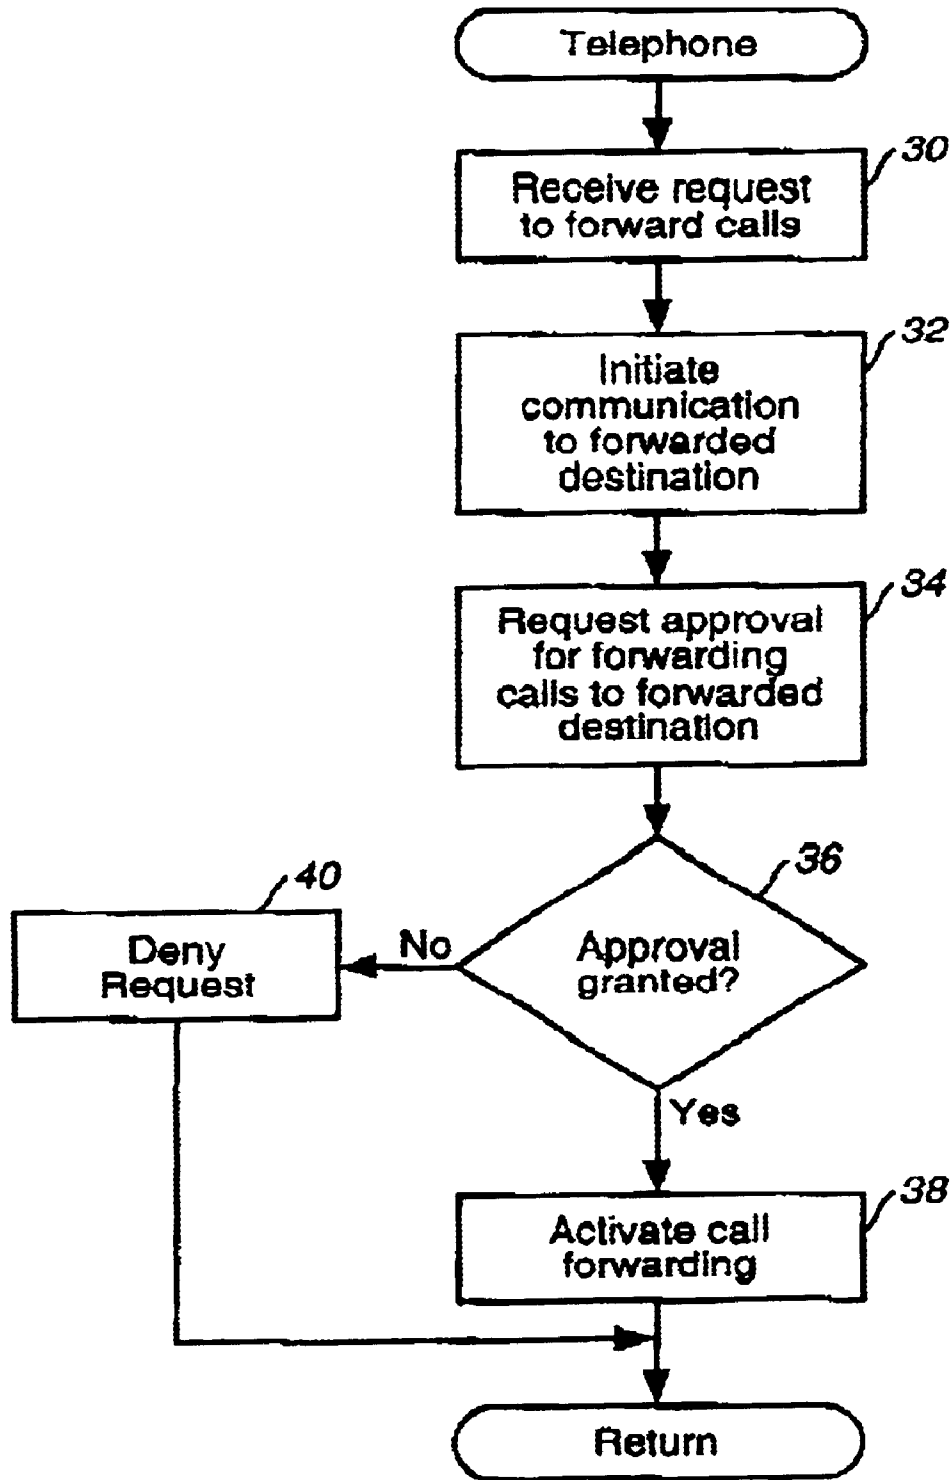 Telephone
30
Receive request
to forward calls
32
Initiate
communication
to forwarded
destination
34
Request approval
for forwarding
calls to forwarded
destination
36
Approval
granted?
No
40
Deny
Request
Yes
38
Activate call
forwarding
Return